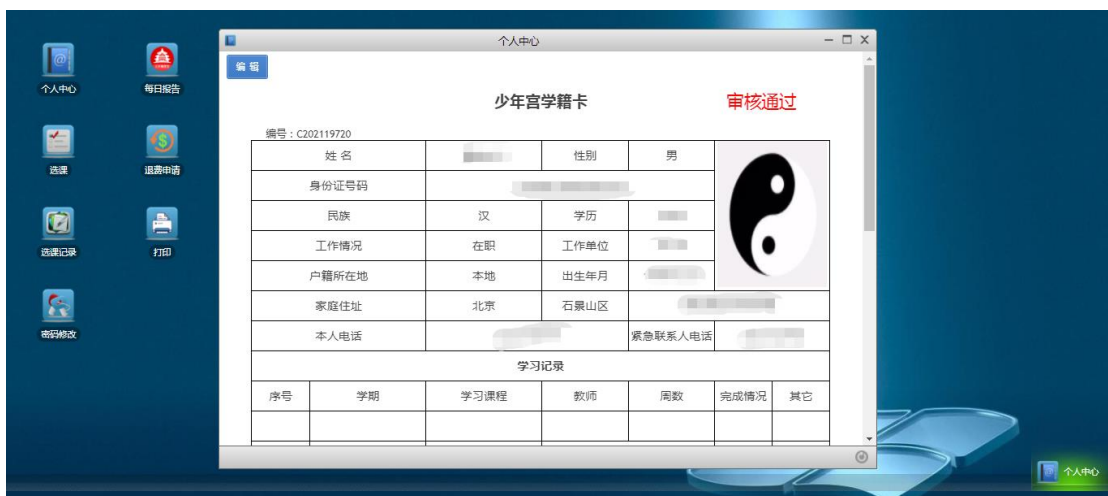 个人中心
每日报告
选课
退费申请
选课记录
打印
密码修改
个人中心
编辑
少年宫学籍卡
审核通过
编号：C202119720
姓 名 性别 男
身份证号码
民族 汉 学历
工作情况 在职 工作单位
户籍所在地 本地 出生年月
家庭住址 北京 石景山区
本人电话 紧急联系人电话
学习记录
序号 学期 学习课程 教师 周数 完成情况 其它
个人中心